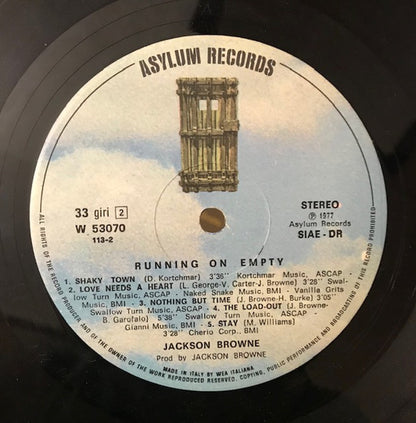 ASYLUM RECORDS
33 giri 2
W 53070
113-2
STEREO
℗ 1977
Asylum Records
SIAE - DR
RUNNING ON EMPTY
1. SHAKY TOWN (D. Kortchmar) 3'36" Kortchmar Music, ASCAP -
2. LOVE NEEDS A HEART (L. George-V. Carter-J. Browne) 3'28" Swal-
low Turn Music, ASCAP - Naked Snake Music, BMI - Vanilla Grits
Music, BMI - 3. NOTHING BUT TIME (J. Browne-H. Burke) 3'05"
Swallow Turn Music, ASCAP - 4. THE LOAD-OUT (J. Browne-
B. Garofalo) 5'36" Swallow Turn Music, ASCAP -
Gianni Music, BMI - 5. STAY (M. Williams)
3'28" Cherio Corp. BMI
JACKSON BROWNE
Prod by JACKSON BROWNE
MADE IN ITALY BY WEA ITALIANA
ALL RIGHTS OF THE RECORD PRODUCER AND OF THE OWNER OF THE WORK REPRODUCED RESERVED. COPYING, PUBLIC PERFORMANCE AND BROADCASTING OF THIS RECORD PROHIBITED